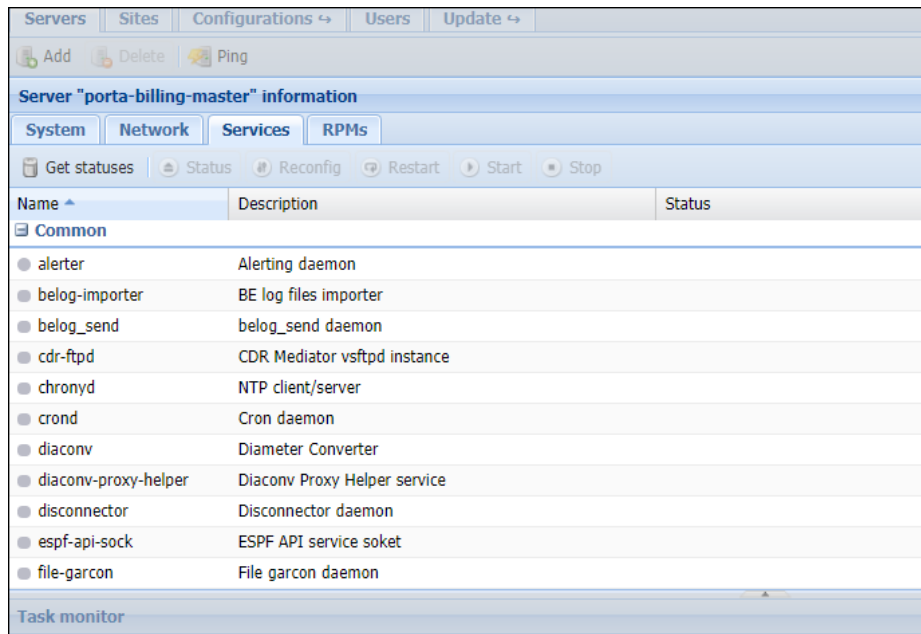 Servers Sites Configurations ↪ Users Update ↪
Add Delete Ping
Server "porta-billing-master" information
System Network Services RPMs
Get statuses Status Reconfig Restart Start Stop
Name Description Status
Common
alerter Alerting daemon
belog-importer BE log files importer
belog_send belog_send daemon
cdr-ftpd CDR Mediator vsftpd instance
chronyd NTP client/server
crond Cron daemon
diaconv Diameter Converter
diaconv-proxy-helper Diaconv Proxy Helper service
disconnector Disconnector daemon
espf-api-sock ESPF API service soket
file-garcon File garcon daemon
Task monitor